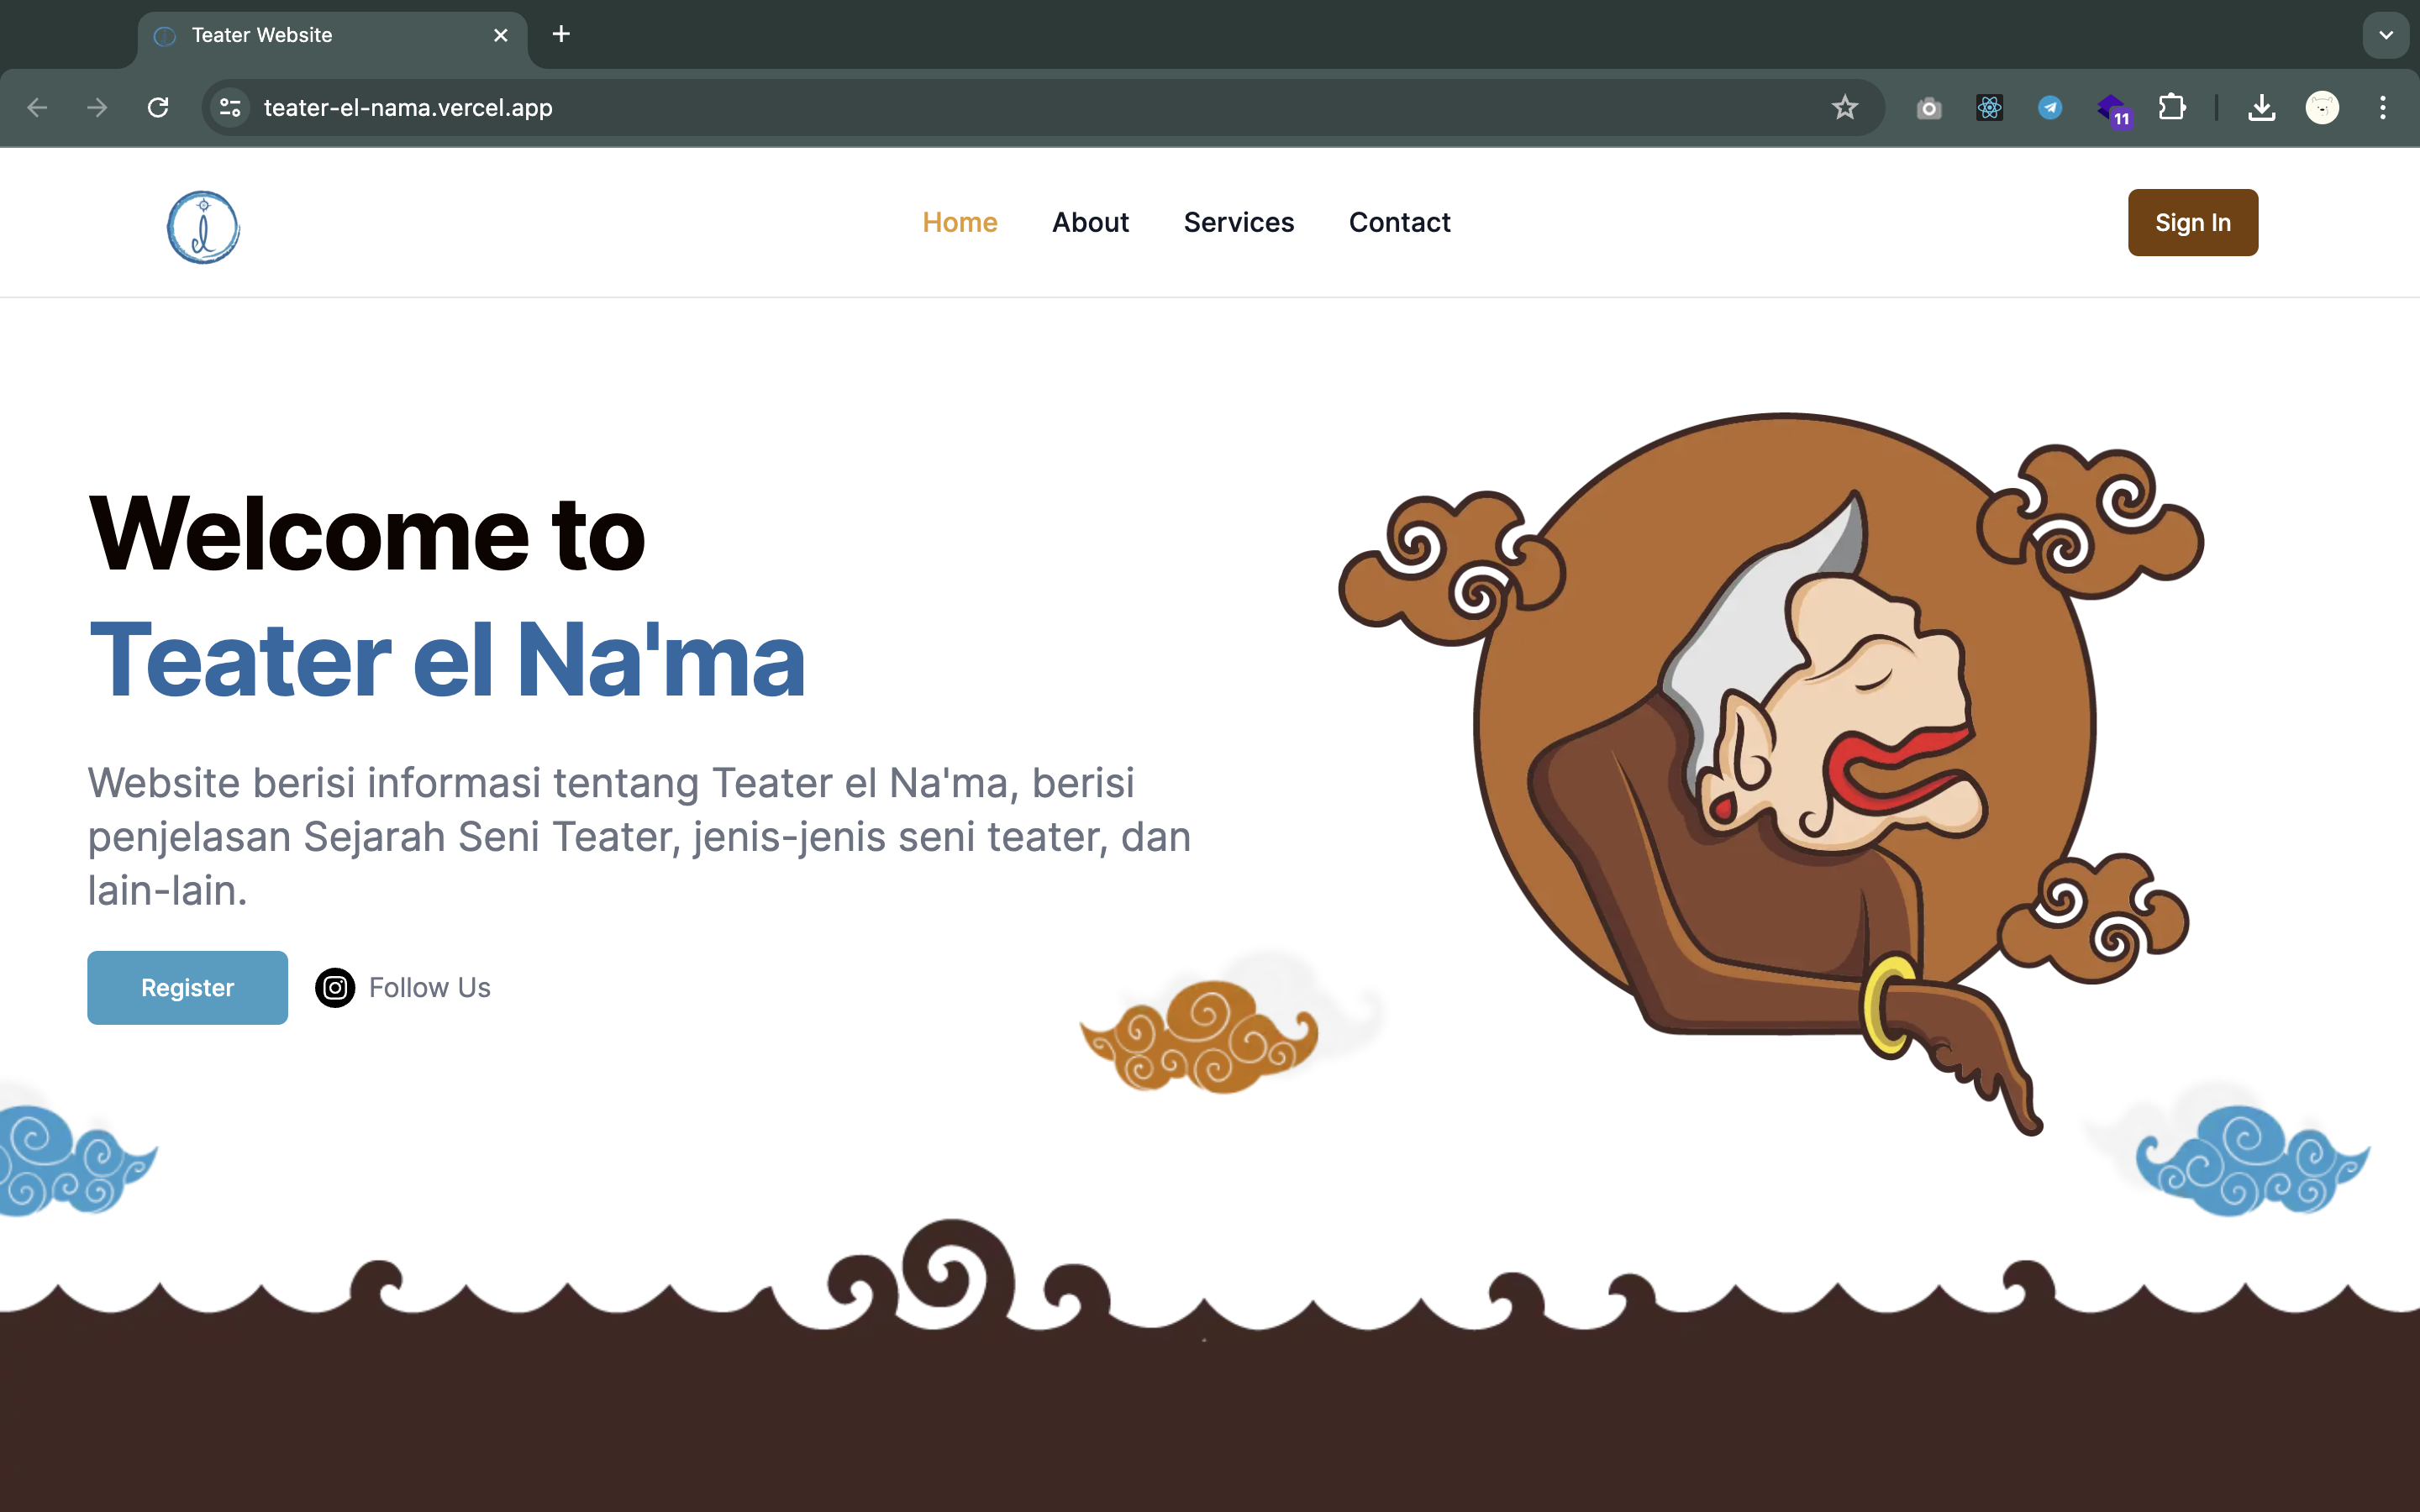 Teater Website
teater-el-nama.vercel.app
11
Home About Services Contact
Sign In
Welcome to
Teater el Na'ma
Website berisi informasi tentang Teater el Na'ma, berisi
penjelasan Sejarah Seni Teater, jenis-jenis seni teater, dan
lain-lain.
Register
Follow Us